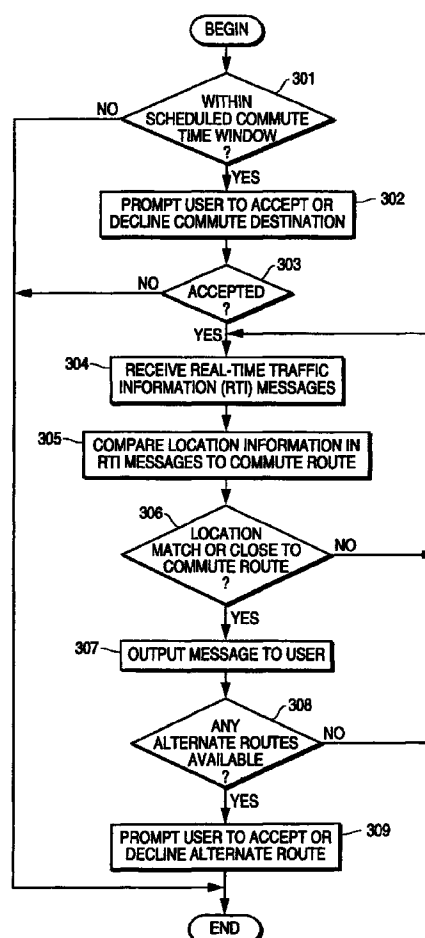 BEGIN
301
NO
WITHIN
SCHEDULED COMMUTE
TIME WINDOW
?
YES
PROMPT USER TO ACCEPT OR
DECLINE COMMUTE DESTINATION
302
303
NO
ACCEPTED
?
YES
304
RECEIVE REAL-TIME TRAFFIC
INFORMATION (RTI) MESSAGES
305
COMPARE LOCATION INFORMATION IN
RTI MESSAGES TO COMMUTE ROUTE
306
LOCATION
MATCH OR CLOSE TO
COMMUTE ROUTE
?
NO
YES
307
OUTPUT MESSAGE TO USER
308
ANY
ALTERNATE ROUTES
AVAILABLE
?
NO
YES
PROMPT USER TO ACCEPT OR
DECLINE ALTERNATE ROUTE
309
END